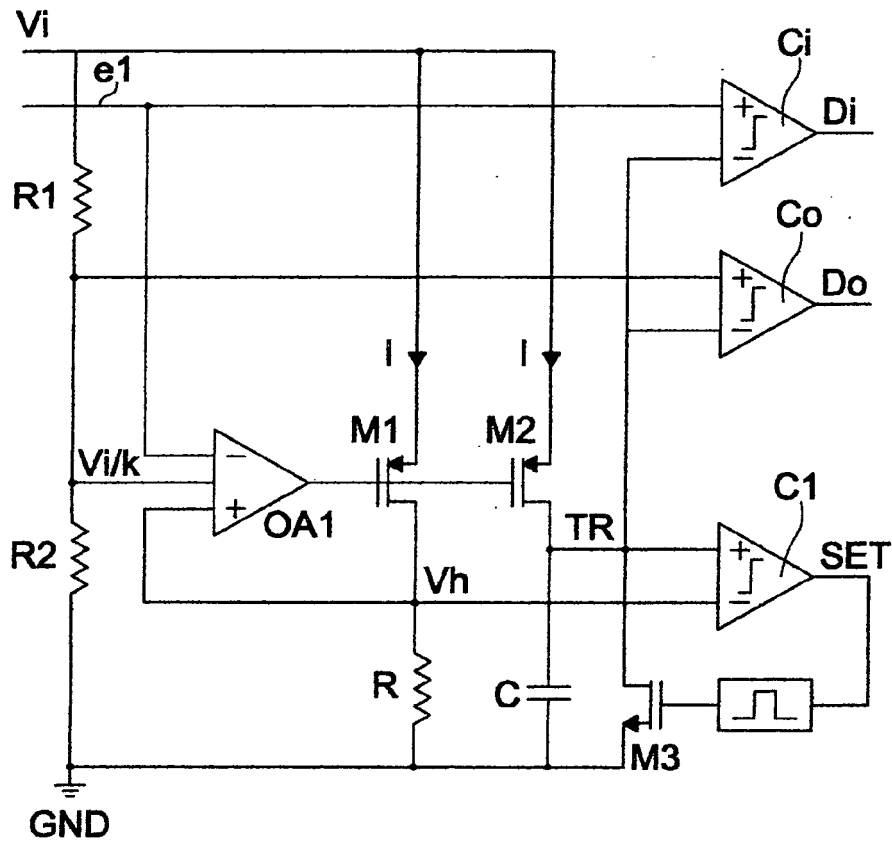 Vi
e1
Ci
+
−
Di
R1
Co
+
−
Do
I
I
M1
M2
Vi/k
−
+
OA1
C1
TR
+
−
SET
R2
Vh
R
C
M3
GND